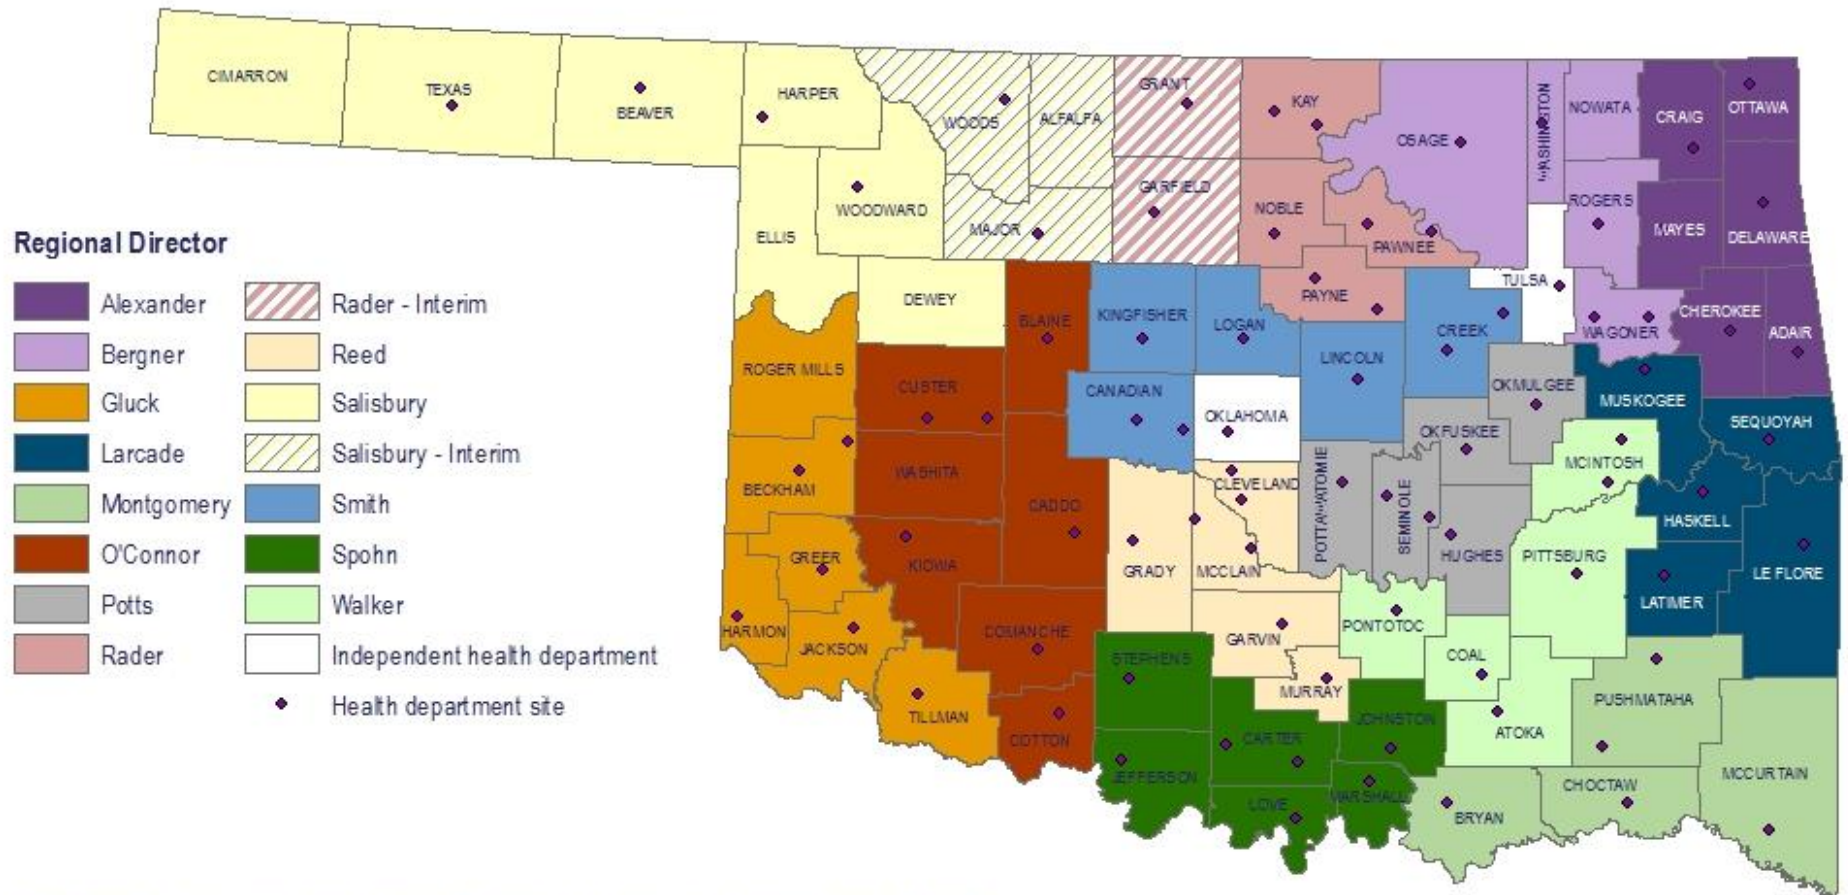 CIMARRON
TEXAS
BEAVER
HARPER
WOODS
ALFALFA
GRANT
KAY
OSAGE
WASHINGTON
NOWATA
CRAIG
OTTAWA
ELLIS
WOODWARD
MAJOR
GARFIELD
NOBLE
PAWNEE
ROGERS
MAYES
DELAWARE
DEWEY
BLAINE
KINGFISHER
LOGAN
PAYNE
CREEK
TULSA
WAGONER
CHEROKEE
ADAIR
ROGER MILLS
CUSTER
CANADIAN
OKLAHOMA
LINCOLN
OKMULGEE
MUSKOGEE
SEQUOYAH
BECKHAM
WASHITA
CADDO
CLEVELAND
POTTAWATOMIE
SEMINOLE
OKFUSKEE
MCINTOSH
HASKELL
GREER
KIOWA
GRADY
MCCLAIN
HUGHES
PITTSBURG
LATIMER
LE FLORE
HARMON
JACKSON
COMANCHE
STEPHENS
GARVIN
PONTOTOC
COAL
TILLMAN
COTTON
MURRAY
JOHNSTON
ATOKA
PUSHMATAHA
JEFFERSON
CARTER
LOVE
MARSHALL
BRYAN
CHOCTAW
MCCURTAIN
Regional Director
Alexander
Bergner
Gluck
Larcade
Montgomery
O'Connor
Potts
Rader
Rader - Interim
Reed
Salisbury
Salisbury - Interim
Smith
Spohn
Walker
Independent health department
Health department site